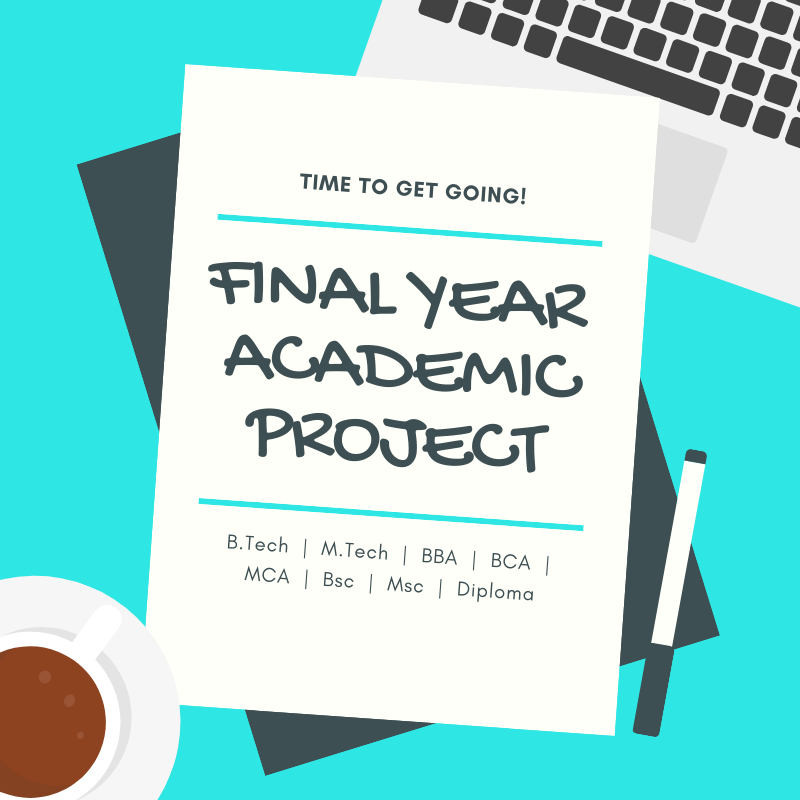 TIME TO GET GOING!
FINAL YEAR
ACADEMIC
PROJECT
B.Tech | M.Tech | BBA | BCA |
MCA | Bsc | Msc | Diploma